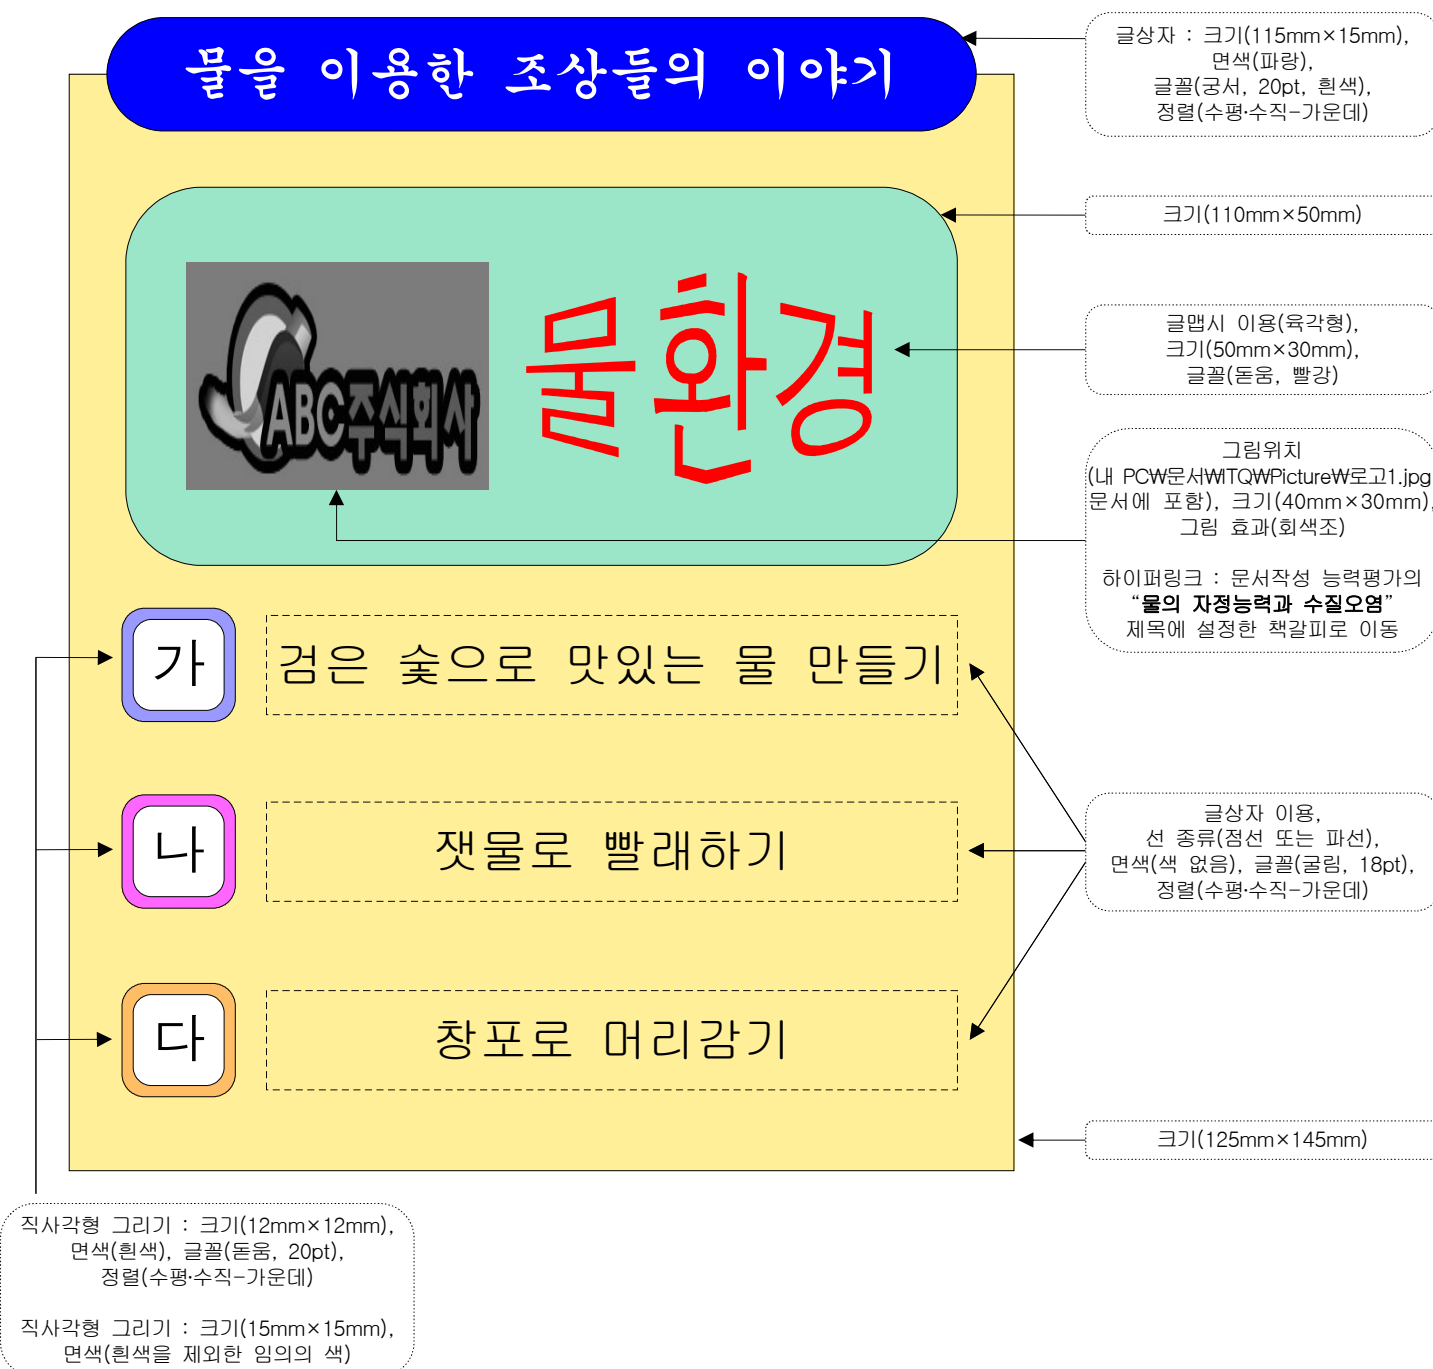 물을 이용한 조상들의 이야기
글상자 : 크기(115mm×15mm),
면색(파랑),
글꼴(궁서, 20pt, 흰색),
정렬(수평·수직-가운데)
크기(110mm×50mm)
ABC주식회사
물환경
글맵시 이용(육각형),
크기(50mm×30mm),
글꼴(돋움, 빨강)
그림위치
(내 PC₩문서₩ITQ₩Picture₩로고1.jpg
문서에 포함), 크기(40mm×30mm),
그림 효과(회색조)
하이퍼링크 : 문서작성 능력평가의
“물의 자정능력과 수질오염”
제목에 설정한 책갈피로 이동
가
검은 숯으로 맛있는 물 만들기
나
잿물로 빨래하기
글상자 이용,
선 종류(점선 또는 파선),
면색(색 없음), 글꼴(굴림, 18pt),
정렬(수평·수직-가운데)
다
창포로 머리감기
크기(125mm×145mm)
직사각형 그리기 : 크기(12mm×12mm),
면색(흰색), 글꼴(돋움, 20pt),
정렬(수평·수직-가운데)
직사각형 그리기 : 크기(15mm×15mm),
면색(흰색을 제외한 임의의 색)